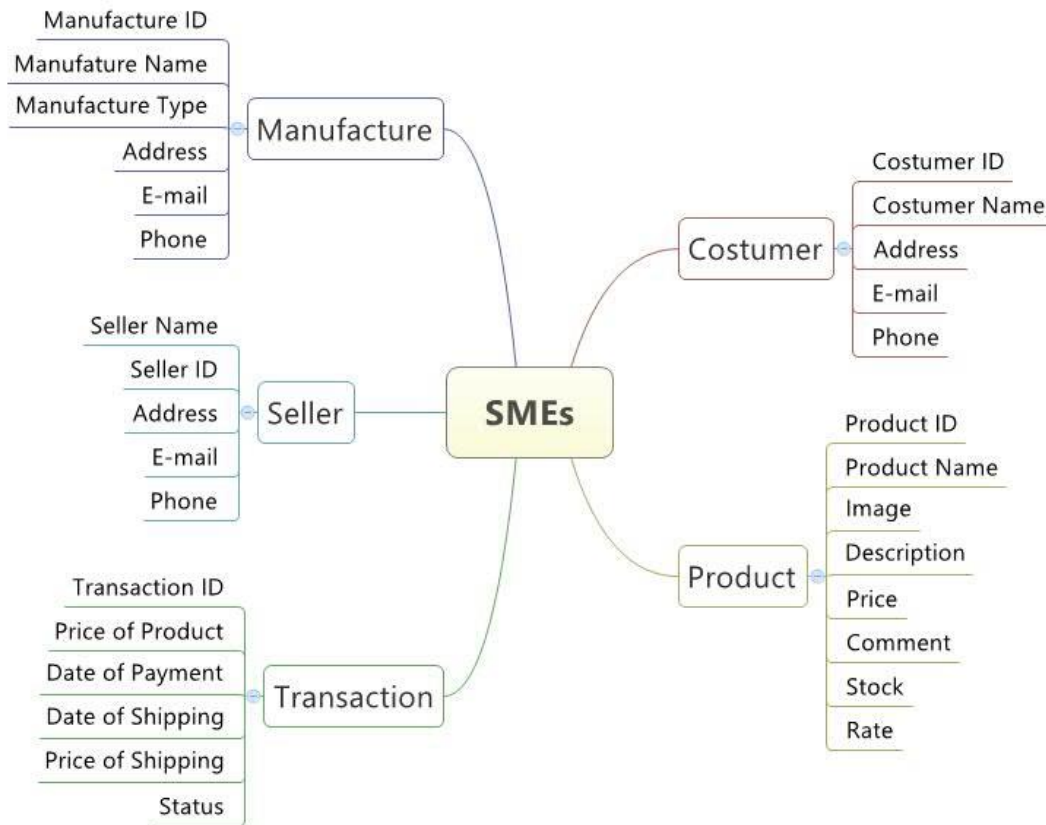 Manufacture ID
Manufature Name
Manufacture Type
Address
E-mail
Phone
Manufacture
Seller Name
Seller ID
Address
E-mail
Phone
Seller
Transaction ID
Price of Product
Date of Payment
Date of Shipping
Price of Shipping
Status
Transaction
SMEs
Costumer
Costumer ID
Costumer Name
Address
E-mail
Phone
Product
Product ID
Product Name
Image
Description
Price
Comment
Stock
Rate